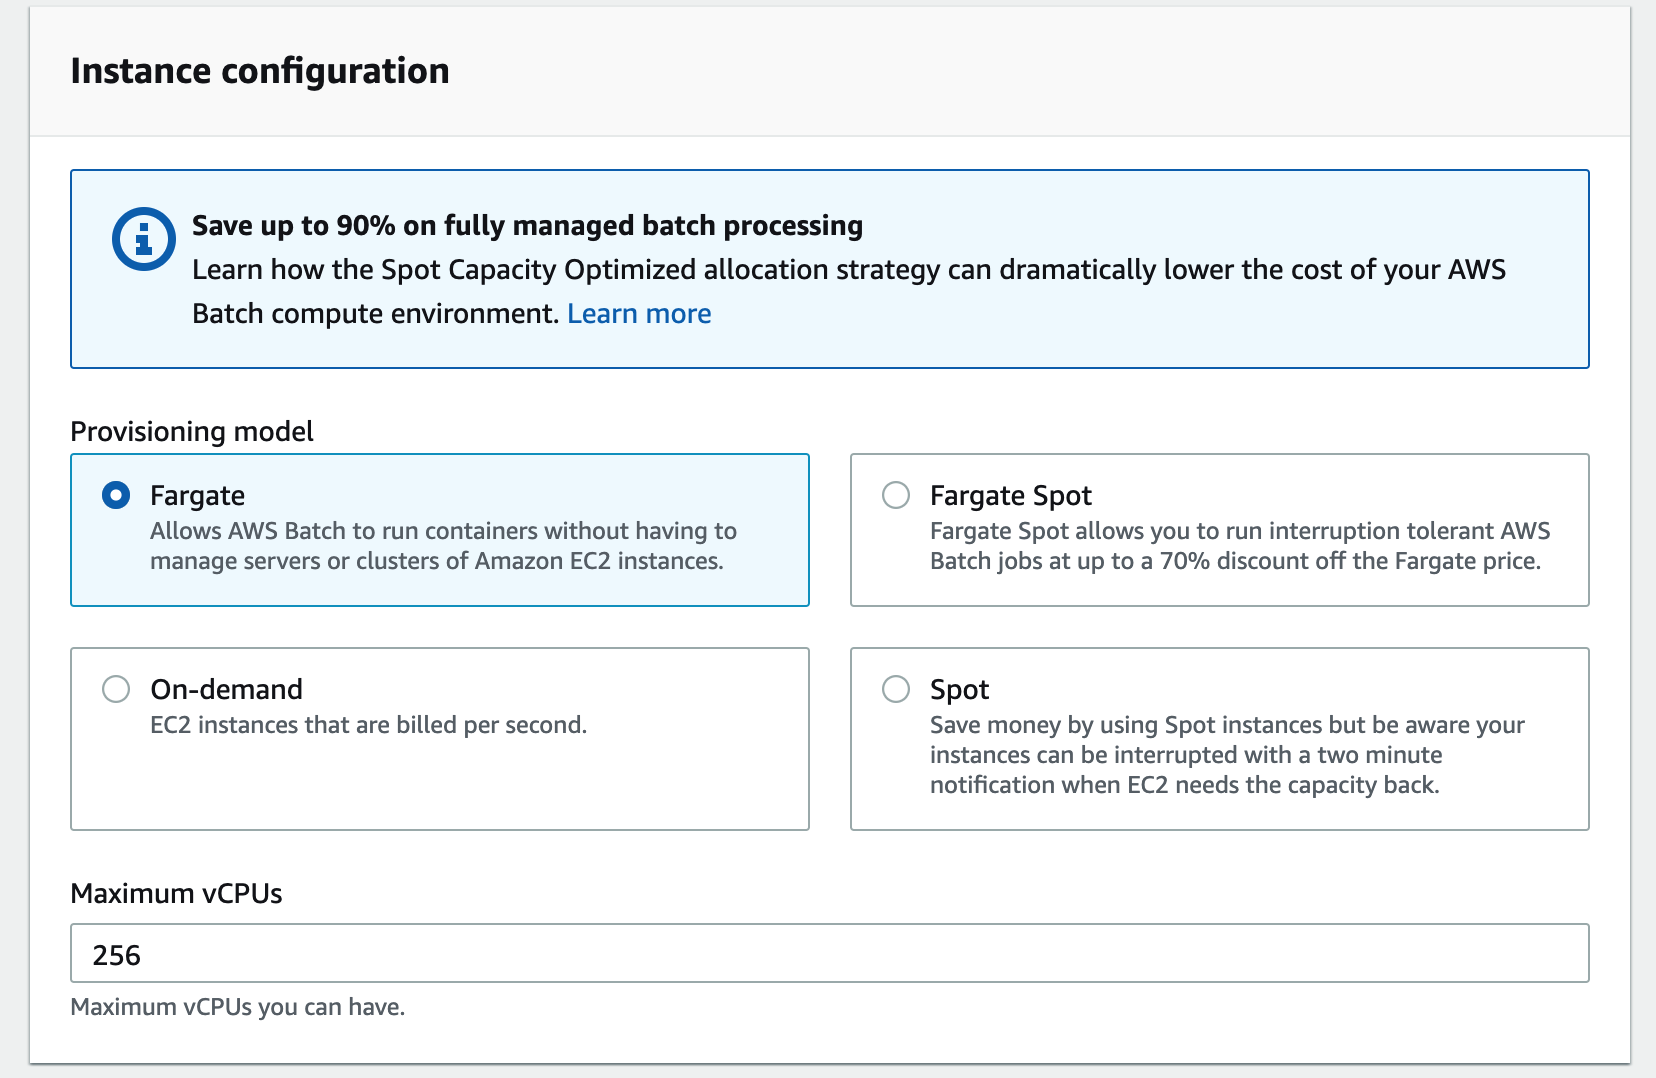 Instance configuration
Save up to 90% on fully managed batch processing
Learn how the Spot Capacity Optimized allocation strategy can dramatically lower the cost of your AWS
Batch compute environment. Learn more
Provisioning model
Fargate
Allows AWS Batch to run containers without having to
manage servers or clusters of Amazon EC2 instances.
Fargate Spot
Fargate Spot allows you to run interruption tolerant AWS
Batch jobs at up to a 70% discount off the Fargate price.
On-demand
EC2 instances that are billed per second.
Spot
Save money by using Spot instances but be aware your
instances can be interrupted with a two minute
notification when EC2 needs the capacity back.
Maximum vCPUs
256
Maximum vCPUs you can have.